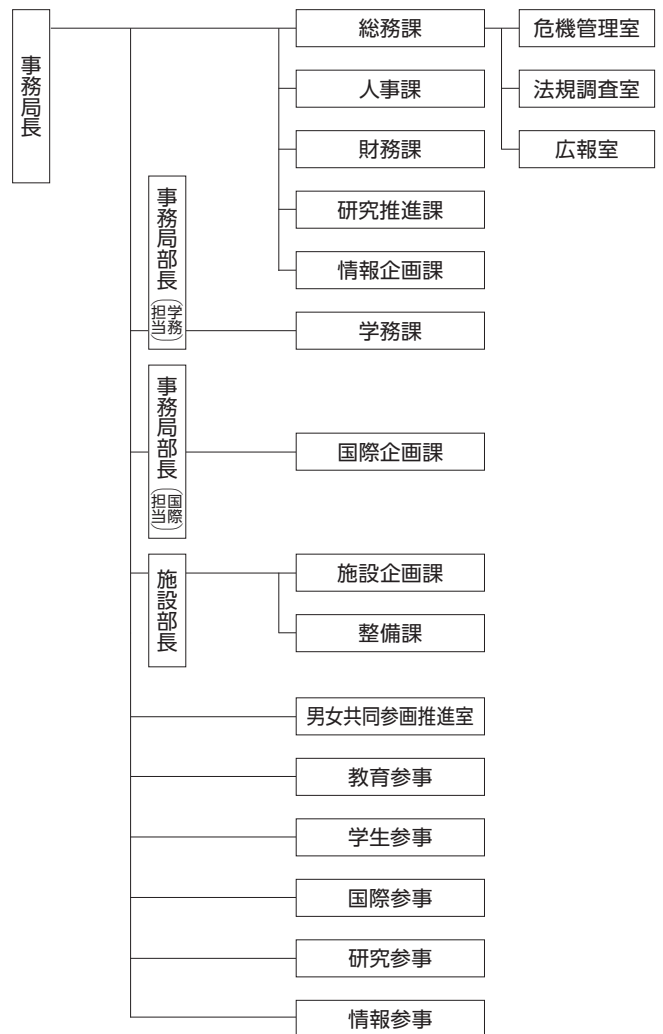 事務局長
総務課
危機管理室
人事課
法規調査室
財務課
広報室
研究推進課
情報企画課
事務局部長(学務担当)
学務課
事務局部長(国際担当)
国際企画課
施設部長
施設企画課
整備課
男女共同参画推進室
教育参事
学生参事
国際参事
研究参事
情報参事